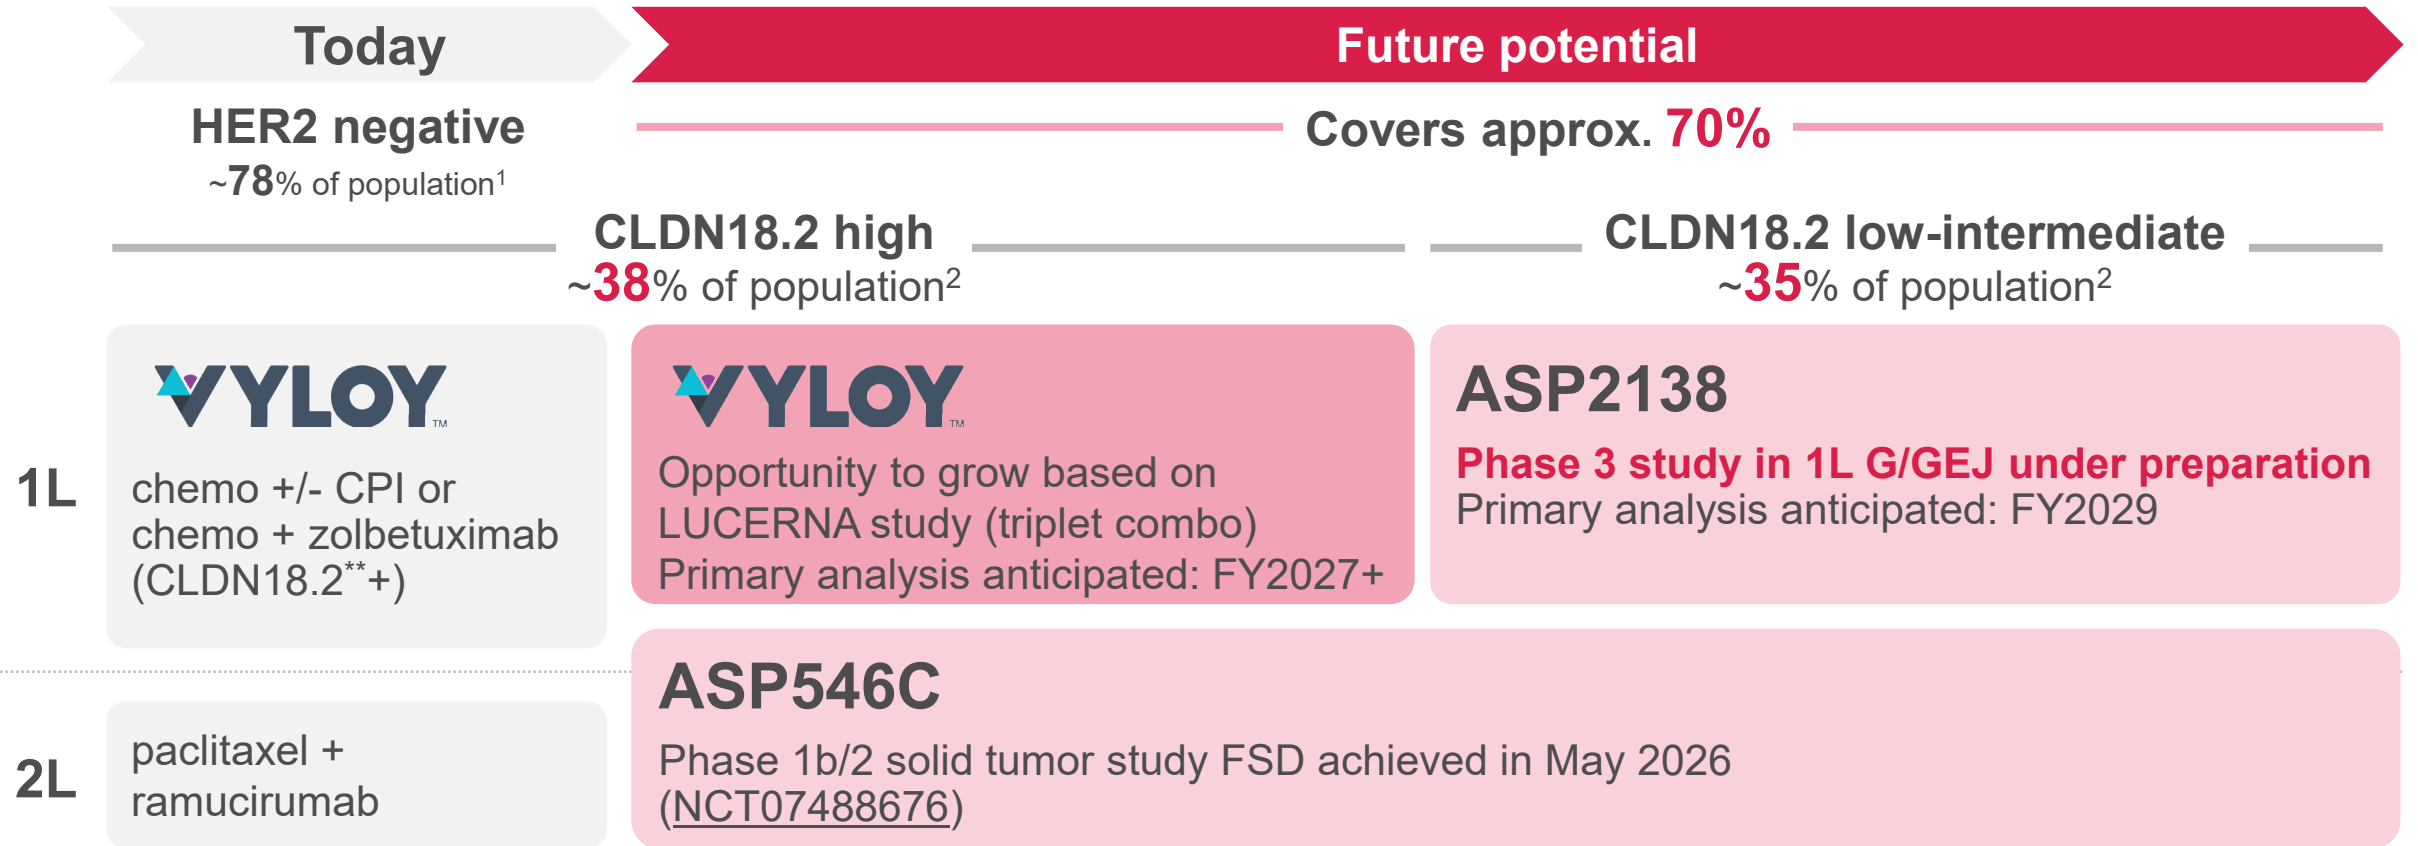 Today
Future potential
HER2 negative
~78% of population1
Covers approx. 70%
CLDN18.2 high
~38% of population2
CLDN18.2 low-intermediate
~35% of population2
1L
VYLOY™
chemo +/- CPI or
chemo + zolbetuximab
(CLDN18.2**+)
VYLOY™
Opportunity to grow based on
LUCERNA study (triplet combo)
Primary analysis anticipated: FY2027+
ASP2138
Phase 3 study in 1L G/GEJ under preparation
Primary analysis anticipated: FY2029
2L
paclitaxel +
ramucirumab
ASP546C
Phase 1b/2 solid tumor study FSD achieved in May 2026
(NCT07488676)